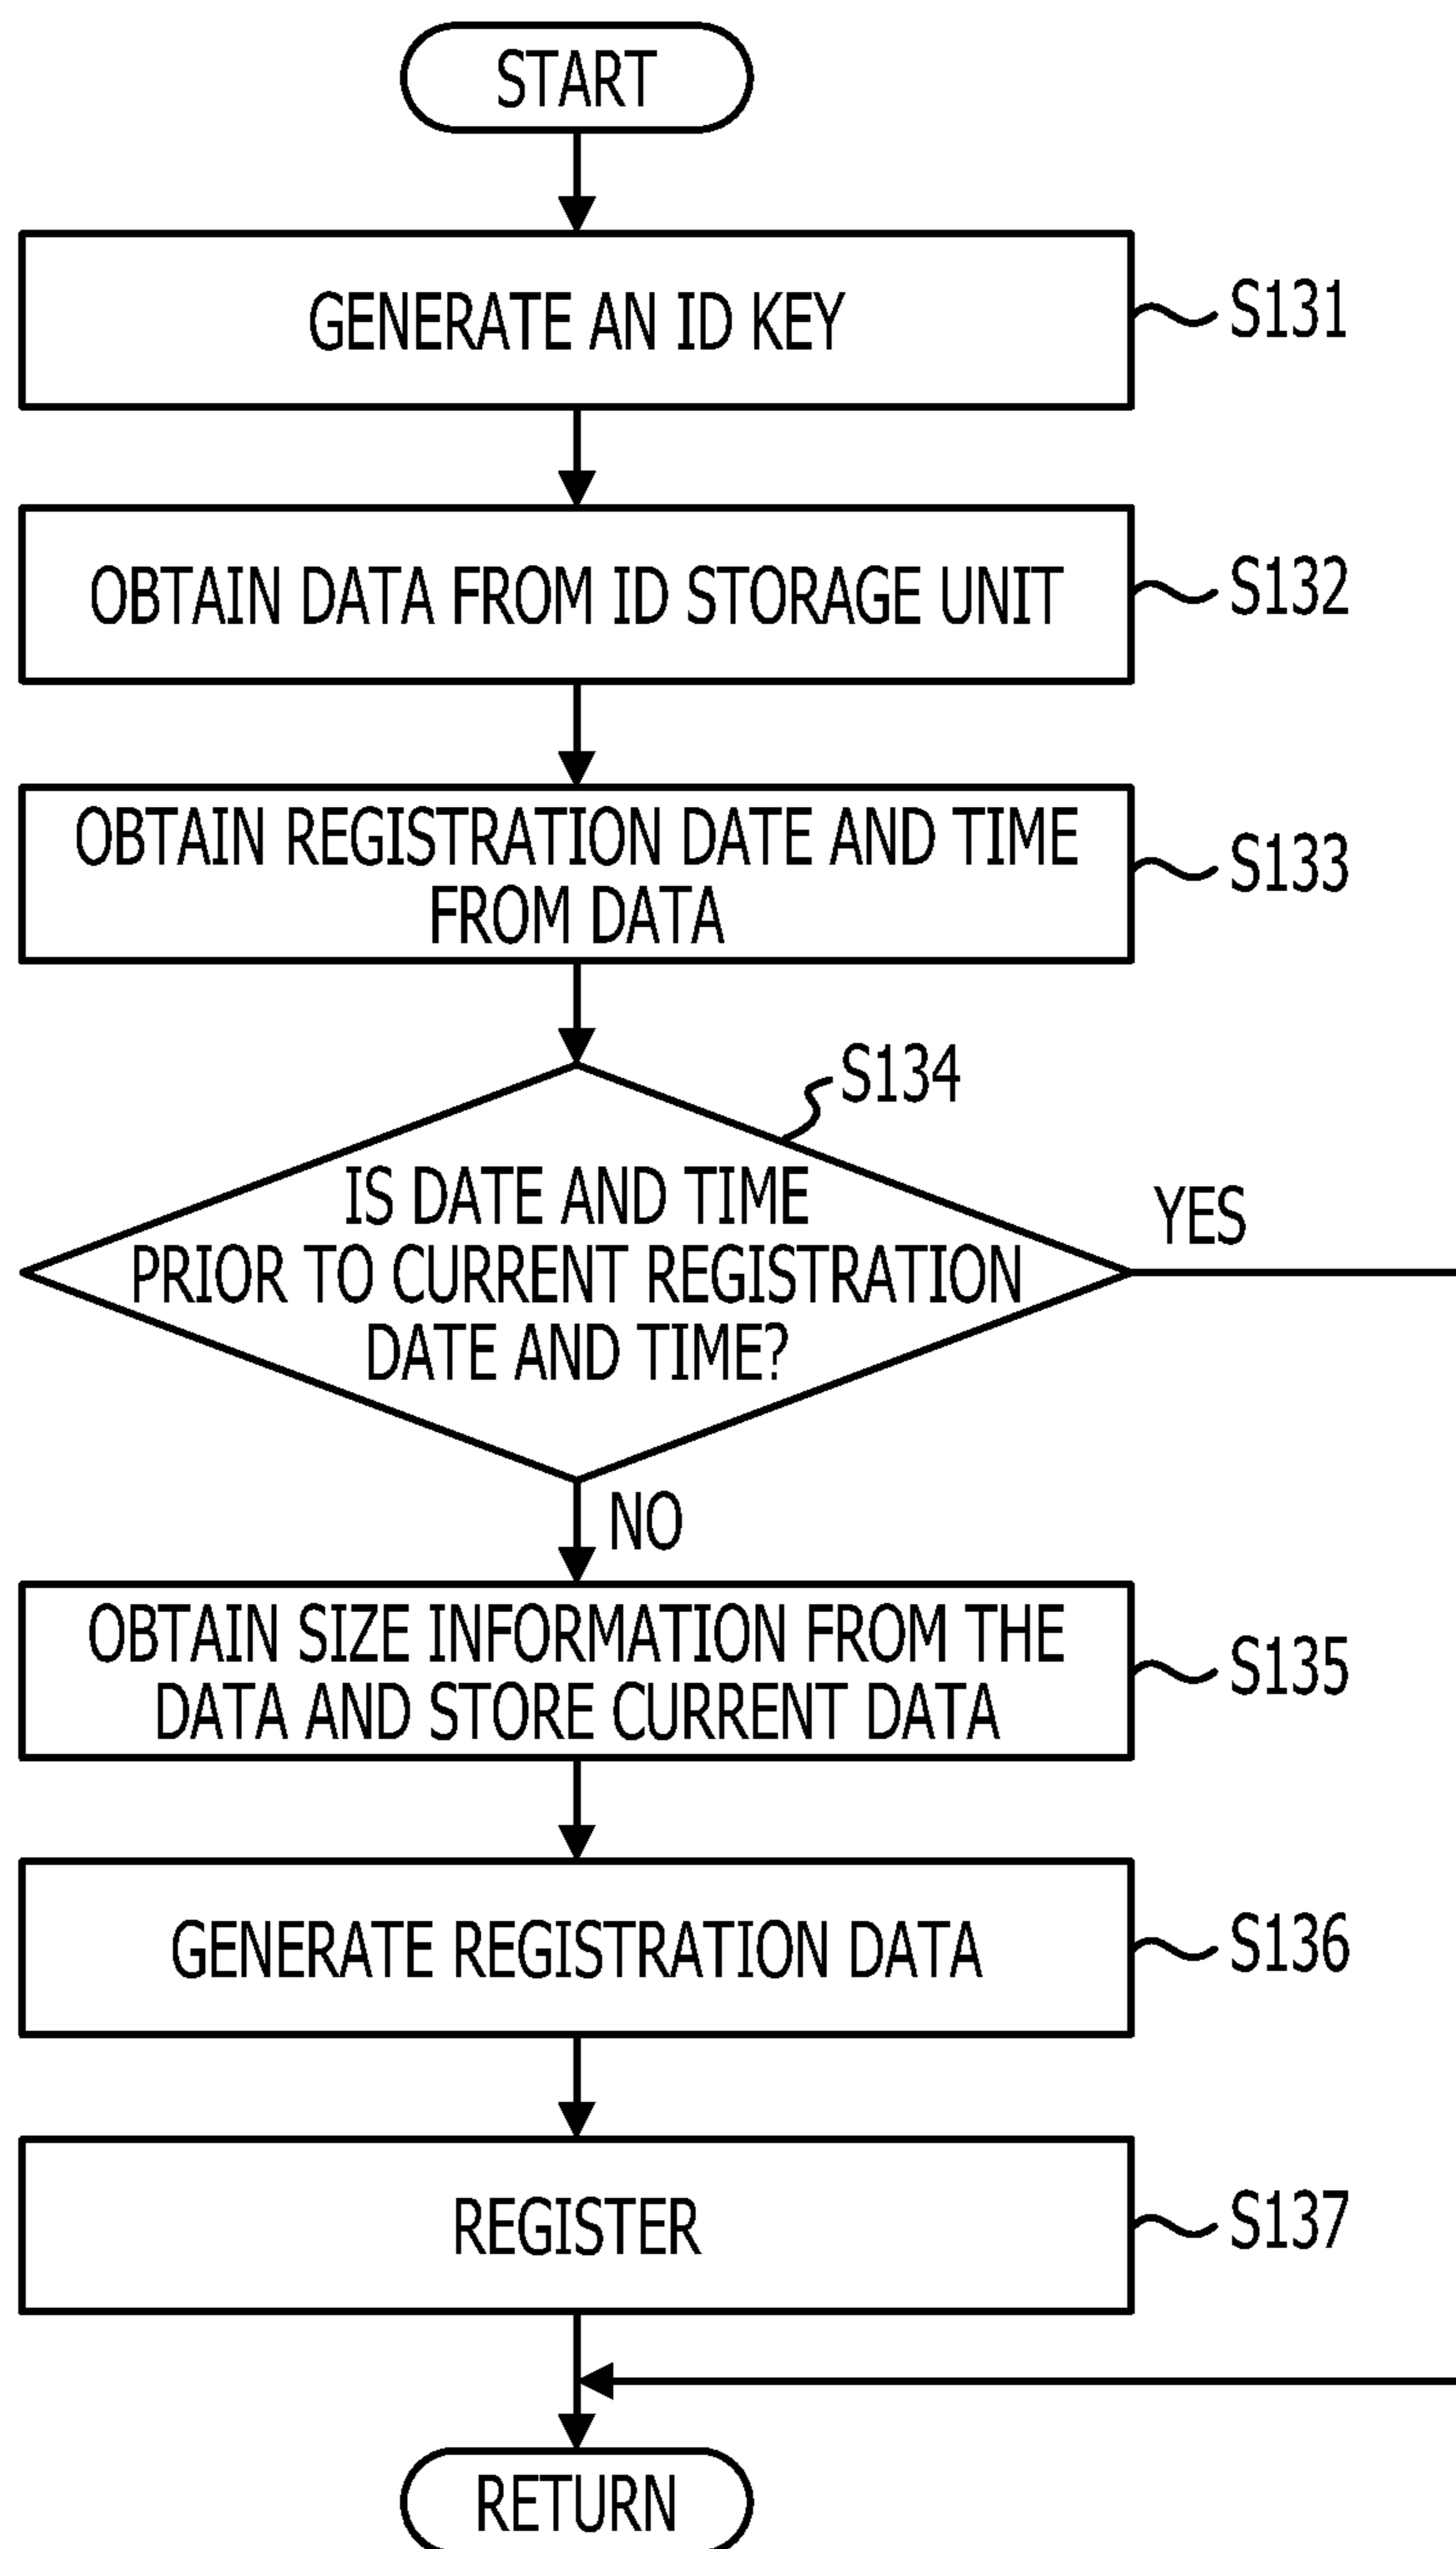 START
GENERATE AN ID KEY
S131
OBTAIN DATA FROM ID STORAGE UNIT
S132
OBTAIN REGISTRATION DATE AND TIME
FROM DATA
S133
S134
IS DATE AND TIME
PRIOR TO CURRENT REGISTRATION
DATE AND TIME?
YES
NO
OBTAIN SIZE INFORMATION FROM THE
DATA AND STORE CURRENT DATA
S135
GENERATE REGISTRATION DATA
S136
REGISTER
S137
RETURN